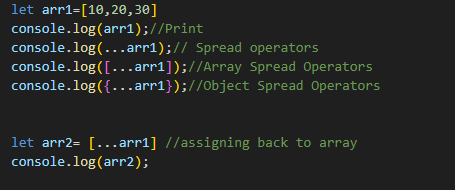 let arr1=[10,20,30]
console.log(arr1);//Print
console.log(...arr1);// Spread operators
console.log([...arr1]);//Array Spread Operators
console.log({...arr1});//Object Spread Operators
let arr2= [...arr1] //assigning back to array
console.log(arr2);